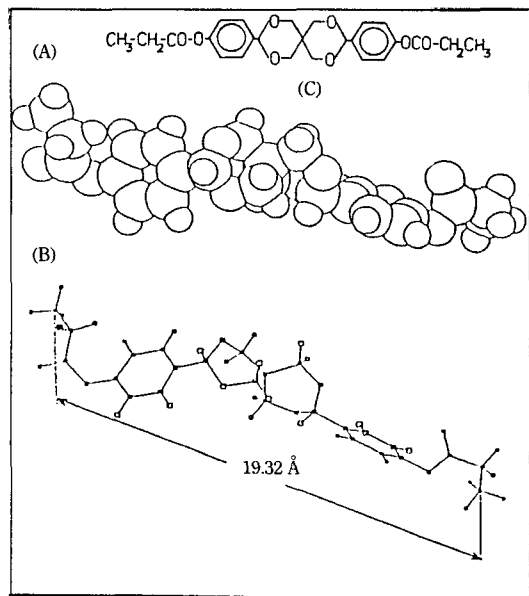 CH₃-CH₂-CO-O
O
O
O
O
OCO-CH₂-CH₃
(A)
(C)
(B)
19.32 Å